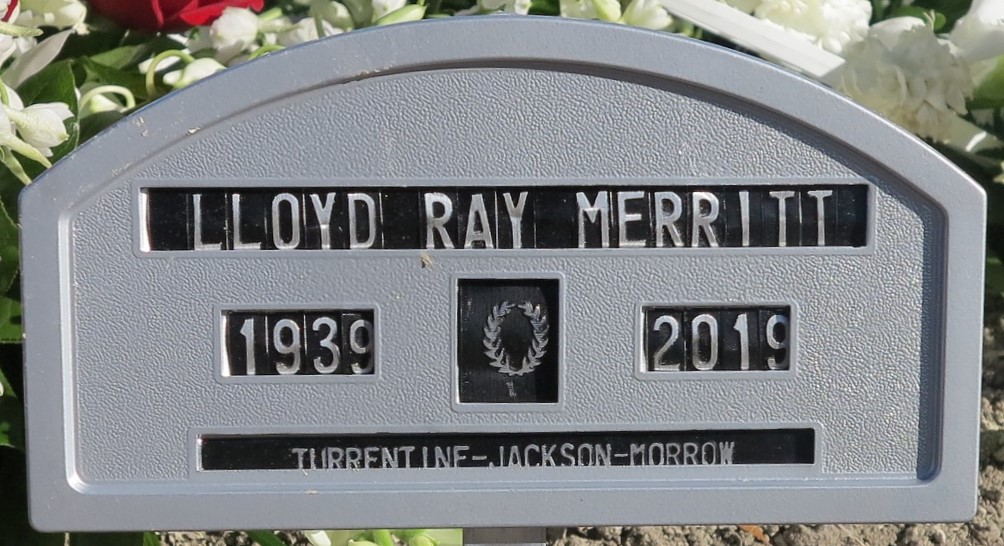 LLOYD RAY MERRITT
1939 2019
TURRENTINE-JACKSON-MORROW